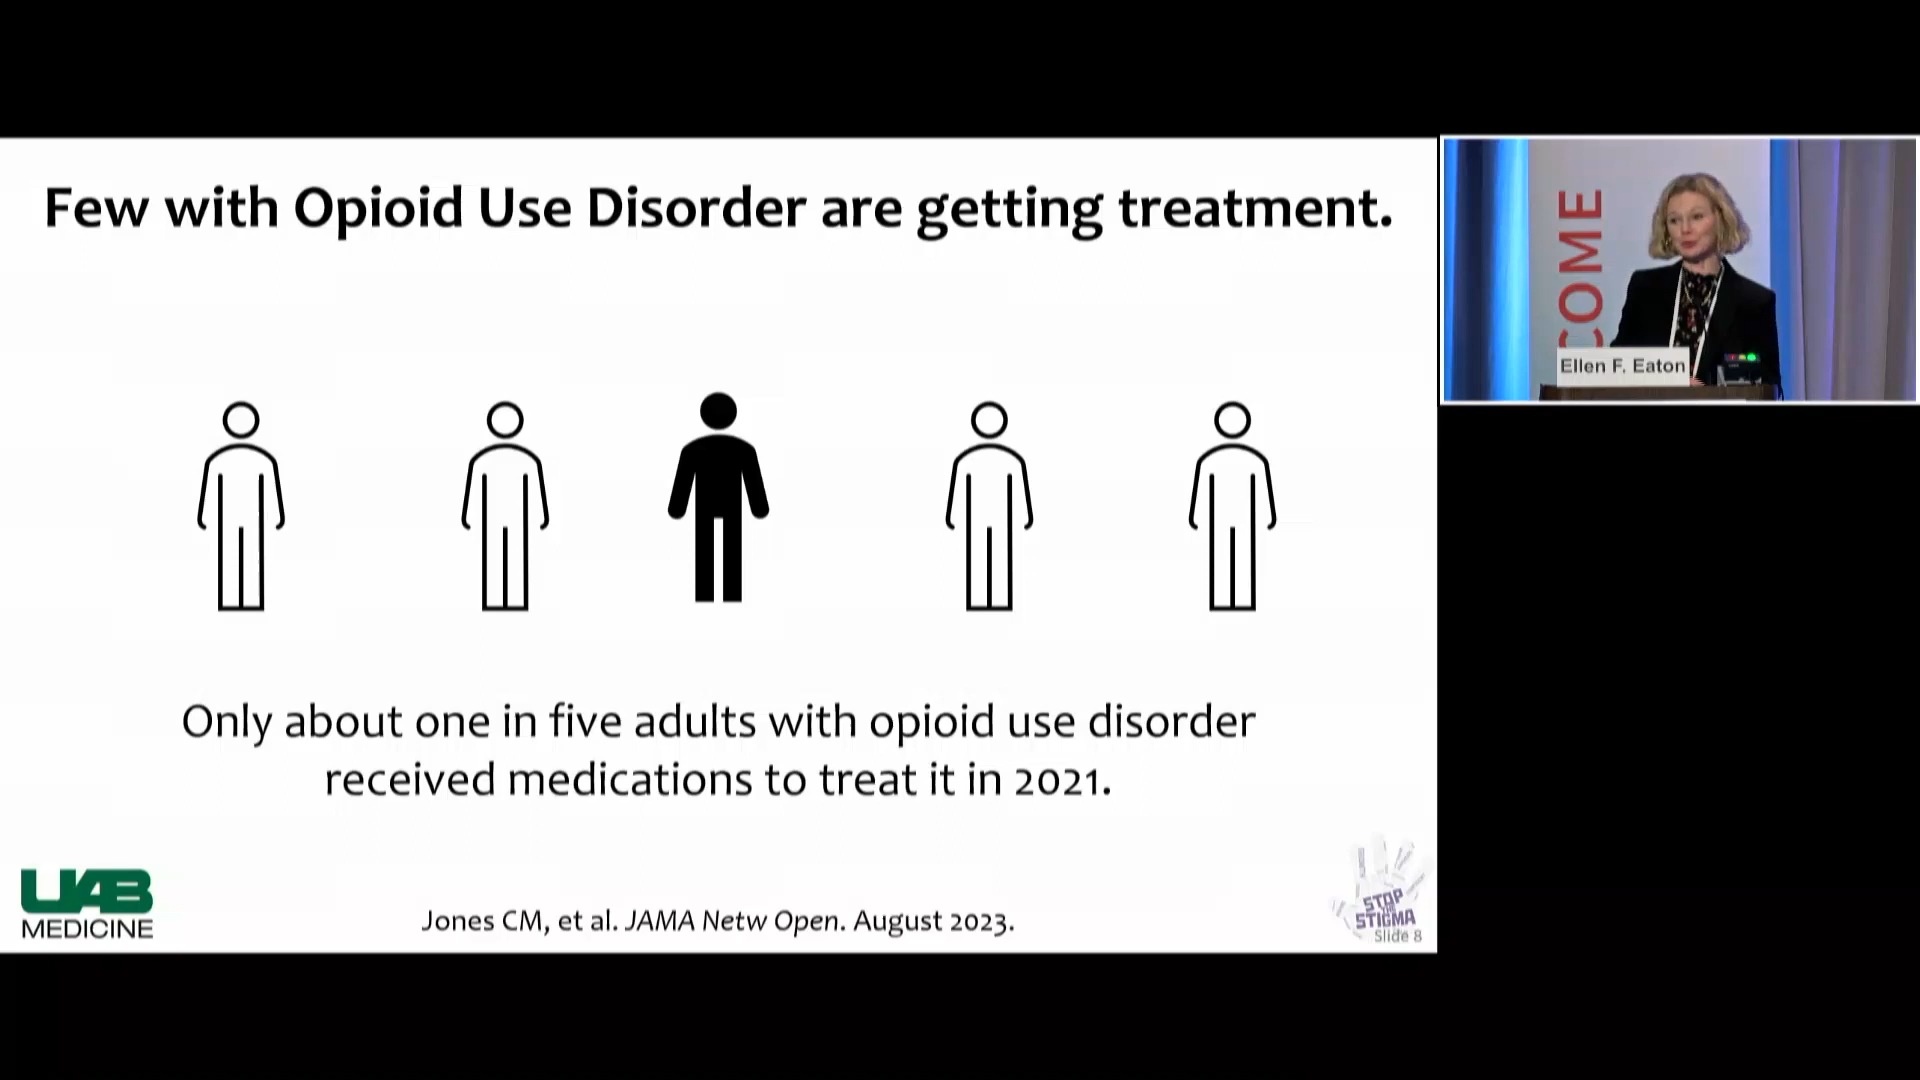 Few with Opioid Use Disorder are getting treatment.
Only about one in five adults with opioid use disorder
received medications to treat it in 2021.
UAB
MEDICINE
Jones CM, et al. JAMA Netw Open. August 2023.
STOP
THE
STIGMA
Slide 8
COME
Ellen F. Eaton